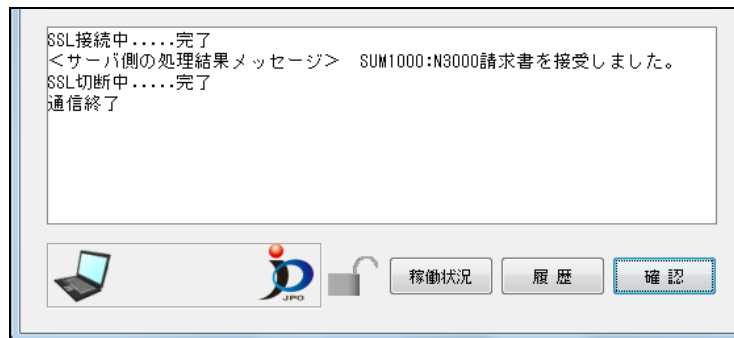 SSL接続中.....完了
＜サーバ側の処理結果メッセージ＞　SUM1000:N3000請求書を接受しました。
SSL切断中.....完了
通信終了
JPO
稼働状況
履 歴
確 認